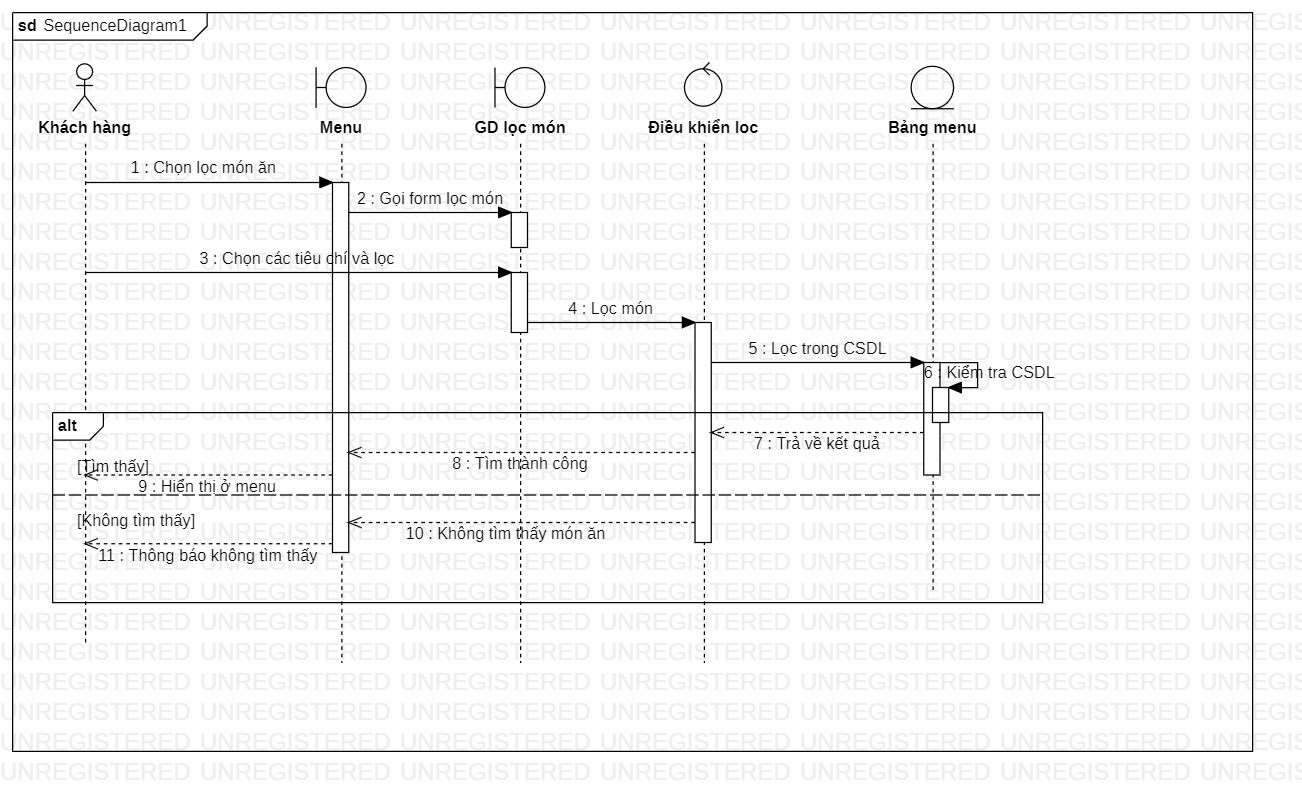 sd SequenceDiagram1
Khách hàng
Menu
GD lọc món
Điều khiển loc
Bảng menu
1 : Chọn lọc món ăn
2 : Gọi form lọc món
3 : Chọn các tiêu chí và lọc
4 : Lọc món
5 : Lọc trong CSDL
6 : Kiểm tra CSDL
alt
7 : Trả về kết quả
8 : Tìm thành công
[Tìm thấy]
9 : Hiển thị ở menu
[Không tìm thấy]
10 : Không tìm thấy món ăn
11 : Thông báo không tìm thấy
UNREGISTERED